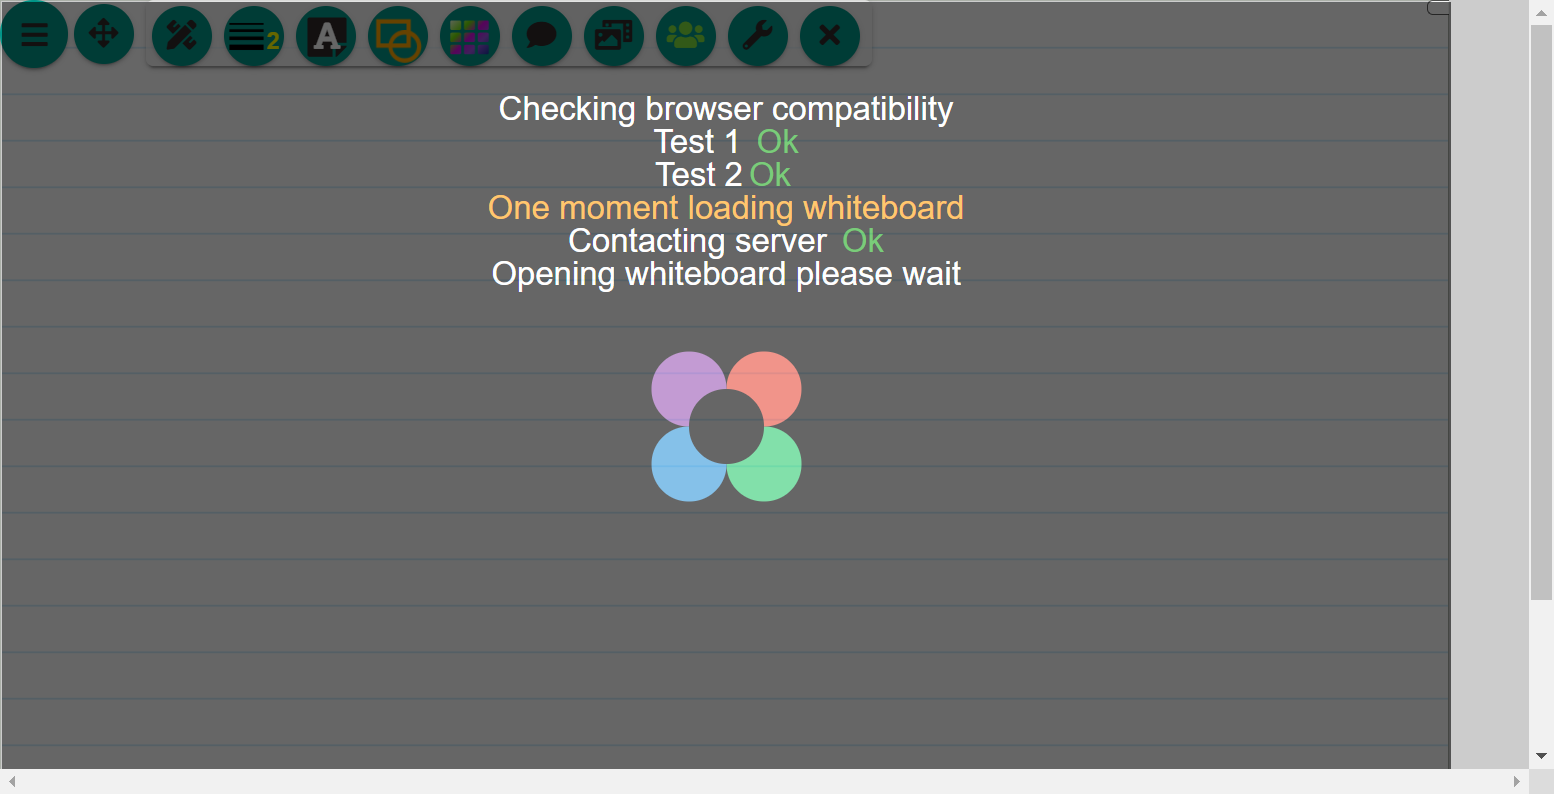 2
A
Checking browser compatibility
Test 1 Ok
Test 2 Ok
One moment loading whiteboard
Contacting server Ok
Opening whiteboard please wait